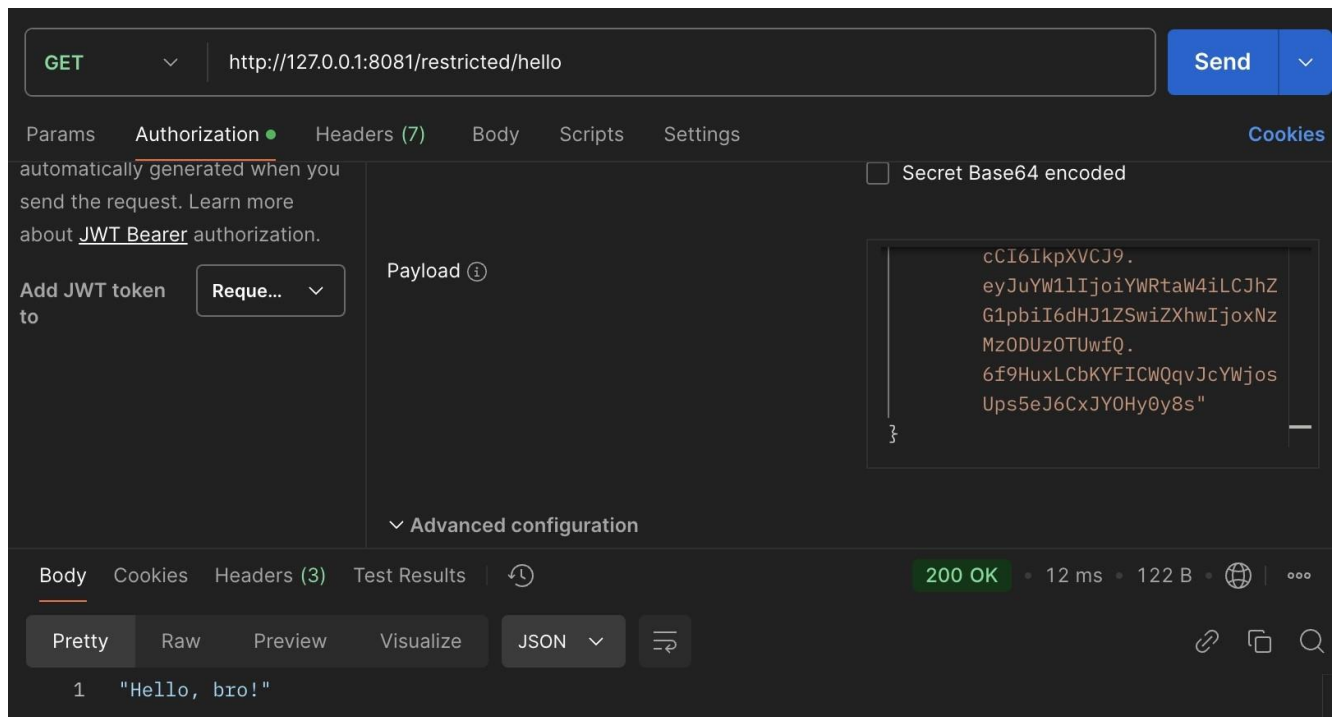 GET http://127.0.0.1:8081/restricted/hello Send
Params Authorization Headers (7) Body Scripts Settings Cookies
automatically generated when you
send the request. Learn more
about JWT Bearer authorization.
Add JWT token
to
Reque...
Payload
Secret Base64 encoded
cCI6IkpXVCJ9.
eyJuYW1lIjoiYWRtaW4iLCJhZ
G1pbiI6dHJ1ZSwiZXhwIjoxNz
MzODUzOTUwfQ.
6f9HuxLCbKYFICWQqvJcYWjos
Ups5eJ6CxJYOHy0y8s"
}
Advanced configuration
Body Cookies Headers (3) Test Results 200 OK • 12 ms • 122 B •
Pretty Raw Preview Visualize JSON
1 "Hello, bro!"